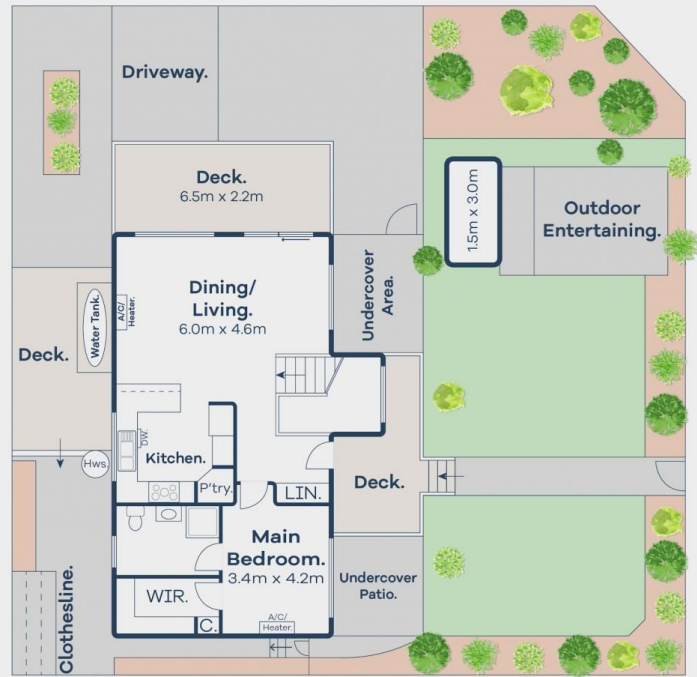 Driveway.
Deck.
6.5m x 2.2m
1.5m x 3.0m
Outdoor
Entertaining.
Dining/
Living.
6.0m x 4.6m
Undercover
Area.
A/C/
Heater.
Water Tank.
Deck.
DW.
Kitchen.
Hws.
P'try.
LIN.
Deck.
Main
Bedroom.
3.4m x 4.2m
Undercover
Patio.
WIR.
C.
A/C/
Heater.
Clothesline.